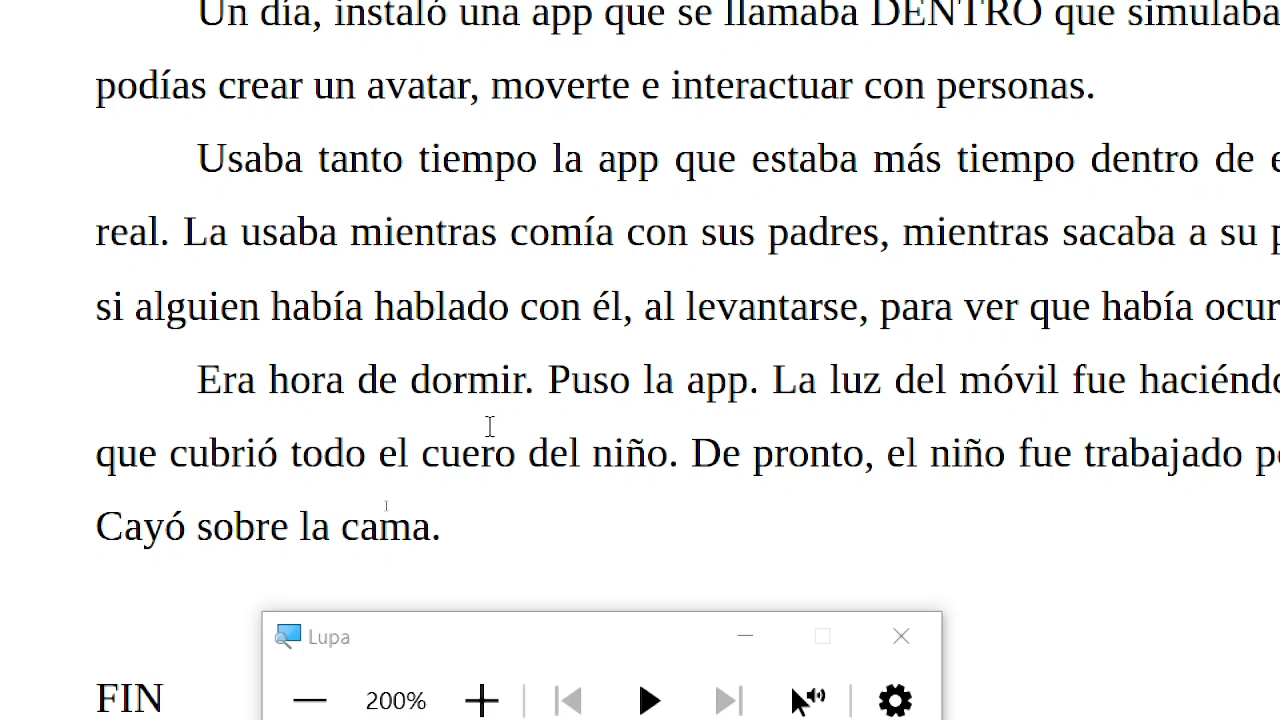 Un día, instaló una app que se llamaba DENTRO que simulaba
podías crear un avatar, moverte e interactuar con personas.
Usaba tanto tiempo la app que estaba más tiempo dentro de
real. La usaba mientras comía con sus padres, mientras sacaba a su
si alguien había hablado con él, al levantarse, para ver que había
Era hora de dormir. Puso la app. La luz del móvil fue
que cubrió todo el cuero del niño. De pronto, el niño fue trabajado
Cayó sobre la cama.
Lupa
200%
FIN